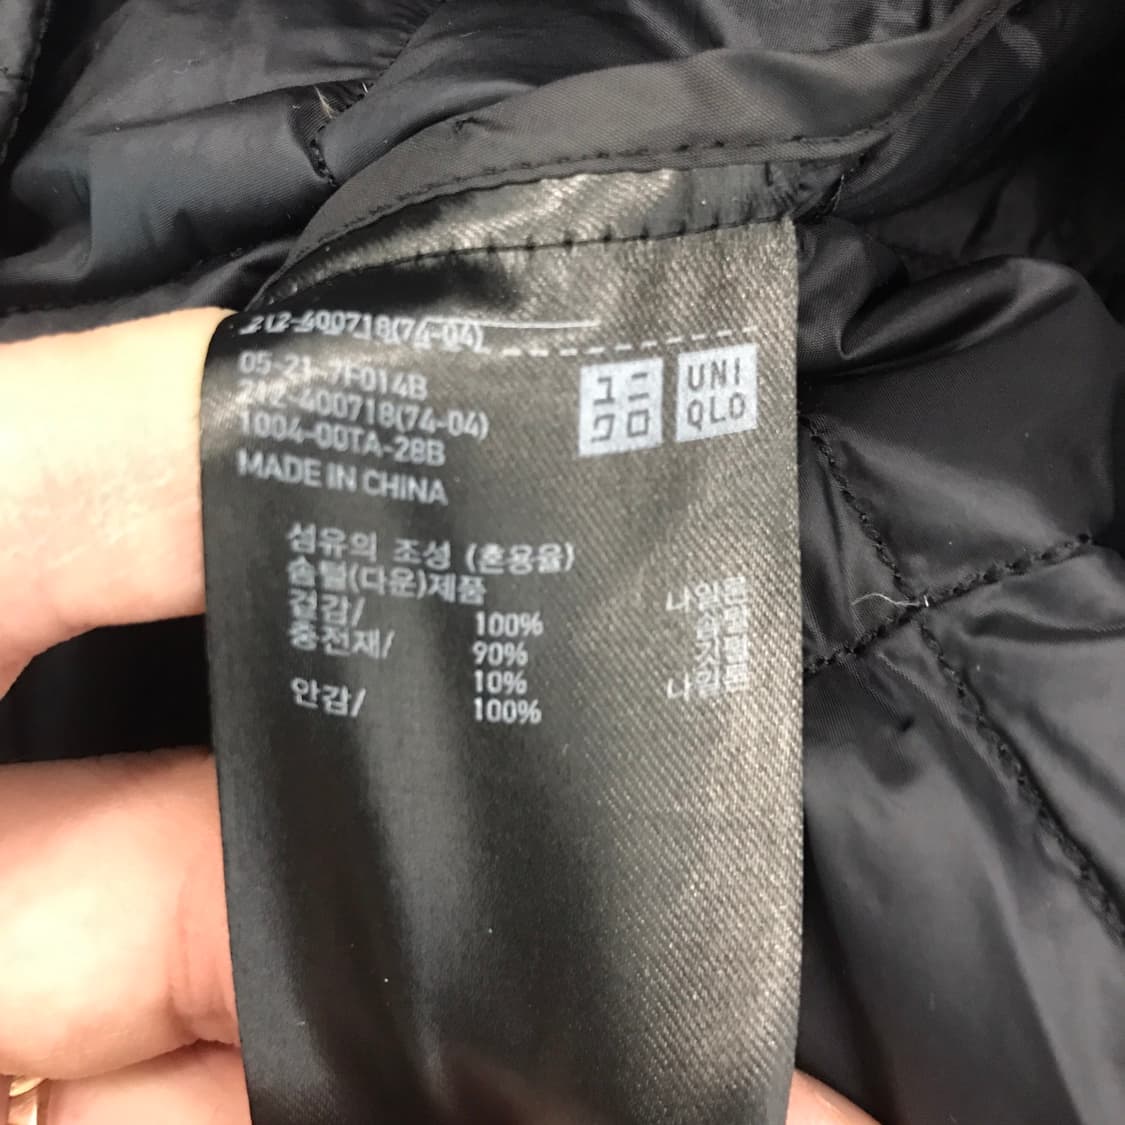 212-400718(74-04)
05-21-7F014B
212-400718(74-04)
1004-00TA-28B
MADE IN CHINA
ユニ
クロ
UNI
QLO
섬유의 조성 (혼용율)
솜털(다운)제품
겉감/ 100% 나일론
충전재/ 90% 솜털
10% 깃털
안감/ 100% 나일론